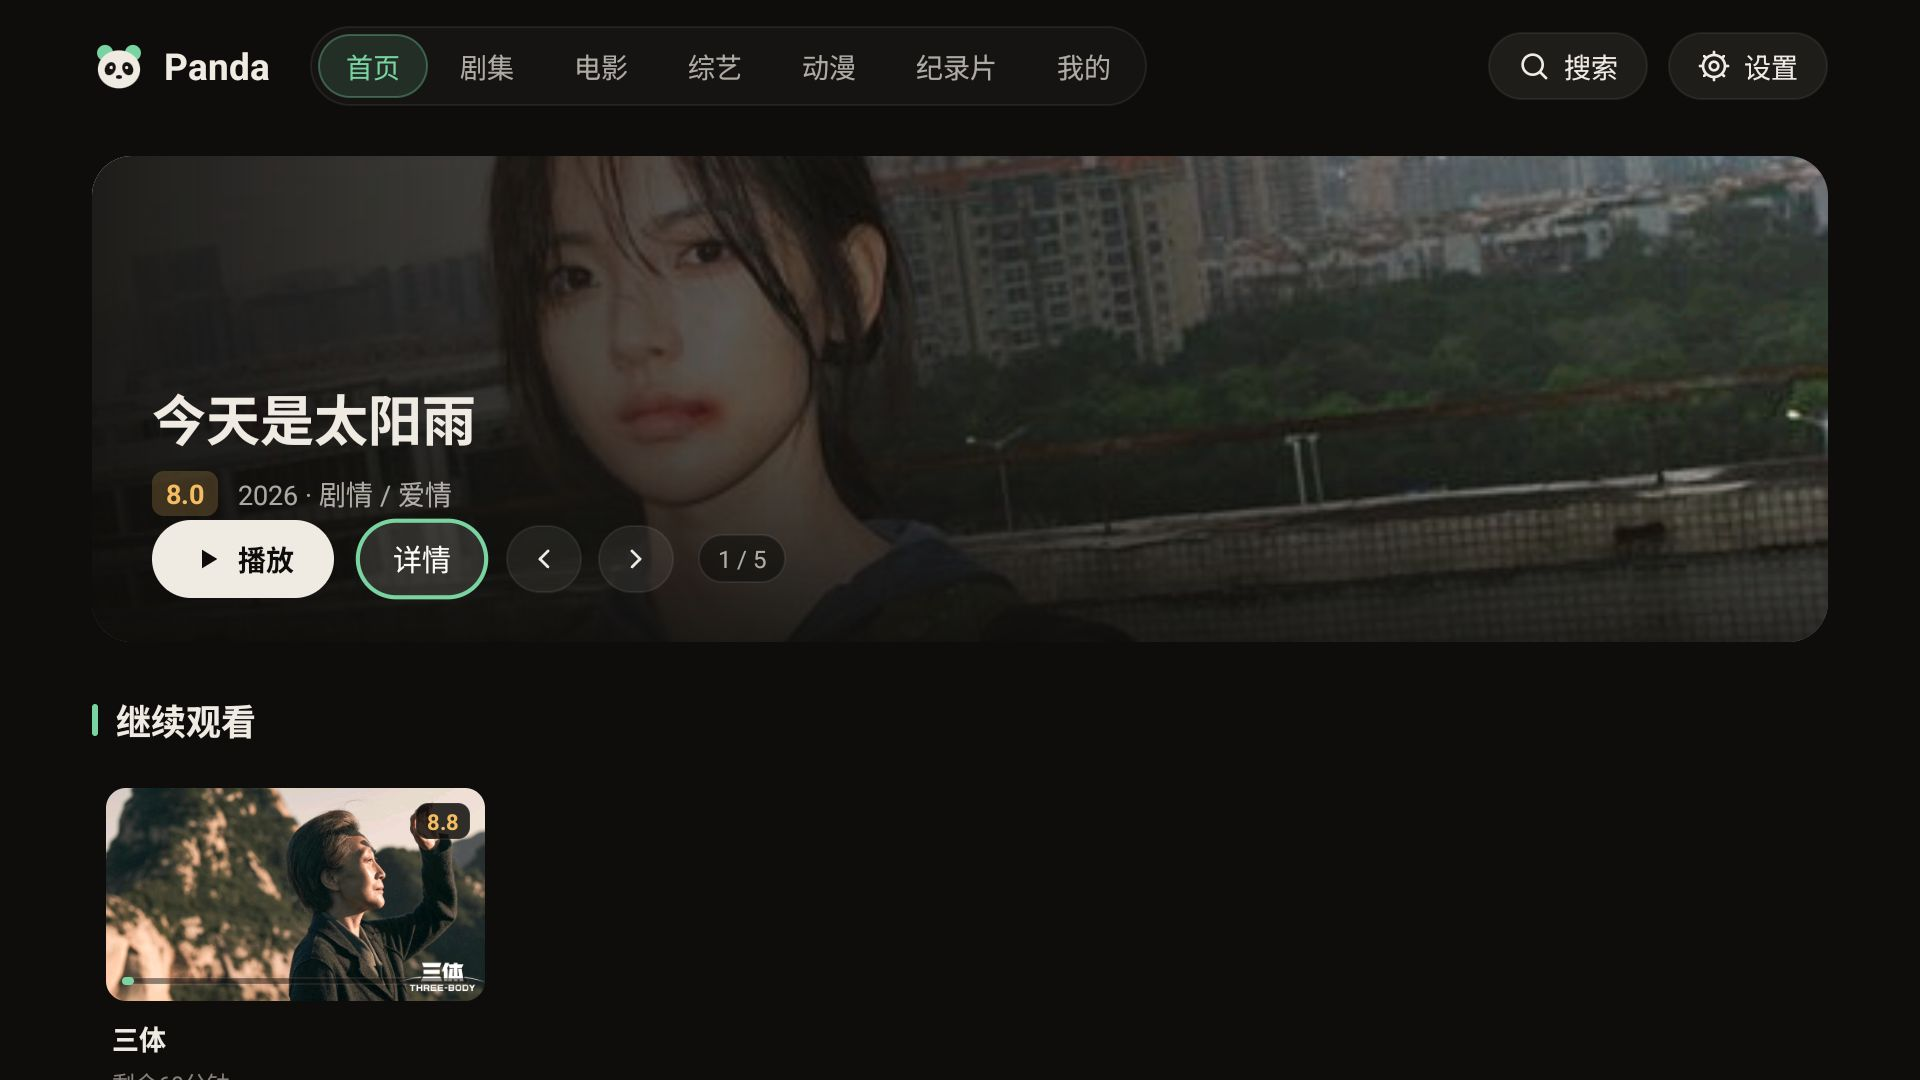 Panda
首页 剧集 电影 综艺 动漫 纪录片 我的
搜索 设置
今天是太阳雨
8.0 2026 · 剧情 / 爱情
播放 详情 1 / 5
继续观看
8.8
三体
THREE-BODY
三体